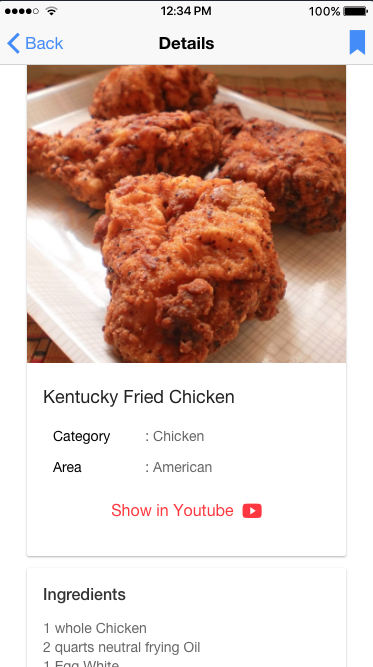 12:34 PM 100%
Back Details
Kentucky Fried Chicken
Category : Chicken
Area : American
Show in Youtube
Ingredients
1 whole Chicken
2 quarts neutral frying Oil
1 Egg White